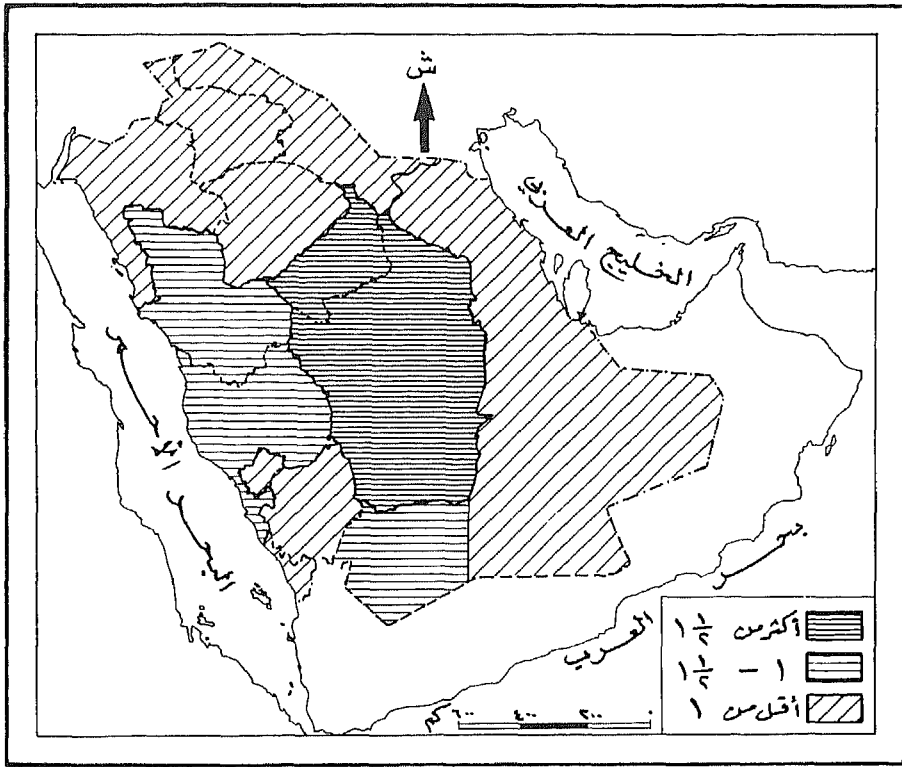 ش
الخليج العربي
البحر الأحمر
بحر العرب
أكثر من ١ ١/٢
١ - ١ ١/٢
أقل من ١
٠ ٢٠٠ ٤٠٠ ٦٠٠ كم